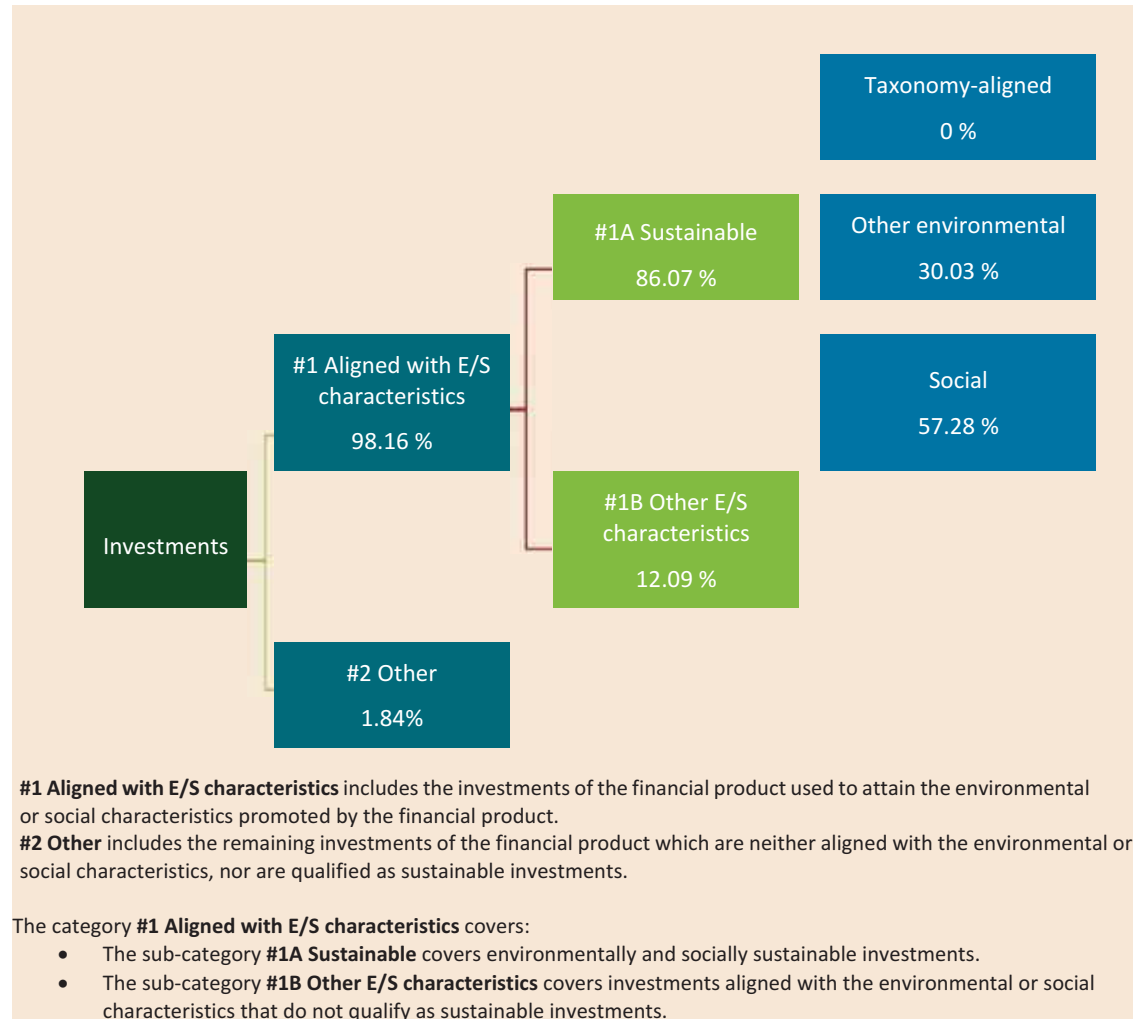 Taxonomy-aligned
0 %
#1A Sustainable
86.07 %
Other environmental
30.03 %
#1 Aligned with E/S
characteristics
98.16 %
Social
57.28 %
Investments
#1B Other E/S
characteristics
12.09 %
#2 Other
1.84%
#1 Aligned with E/S characteristics includes the investments of the financial product used to attain the environmental
or social characteristics promoted by the financial product.
#2 Other includes the remaining investments of the financial product which are neither aligned with the environmental or
social characteristics, nor are qualified as sustainable investments.
The category #1 Aligned with E/S characteristics covers:
• The sub-category #1A Sustainable covers environmentally and socially sustainable investments.
• The sub-category #1B Other E/S characteristics covers investments aligned with the environmental or social
characteristics that do not qualify as sustainable investments.